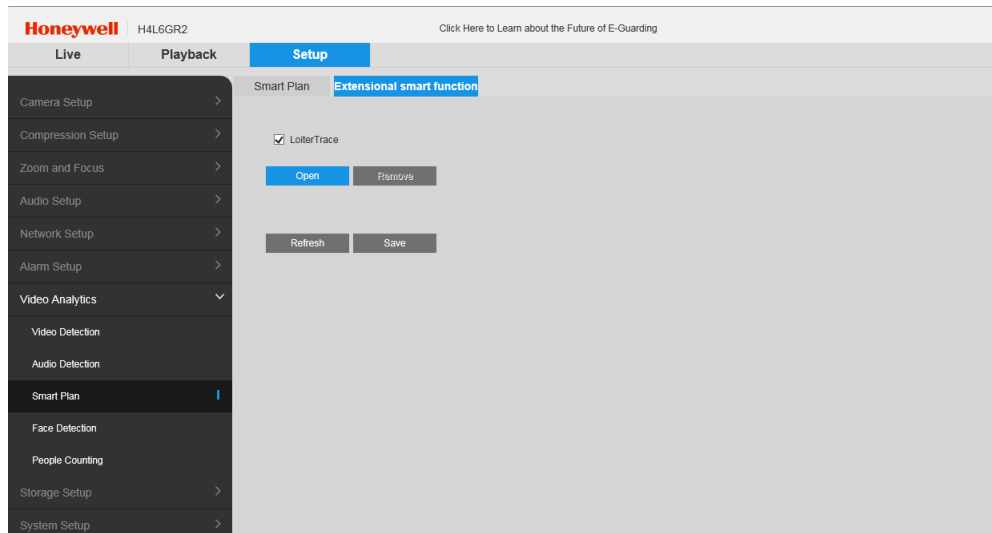 Honeywell H4L6GR2 Click Here to Learn about the Future of E-Guarding
Live Playback Setup
Smart Plan Extensional smart function
Camera Setup
Compression Setup
Zoom and Focus
Audio Setup
Network Setup
Alarm Setup
Video Analytics
Video Detection
Audio Detection
Smart Plan
Face Detection
People Counting
Storage Setup
System Setup
LoiterTrace
Open Remove
Refresh Save